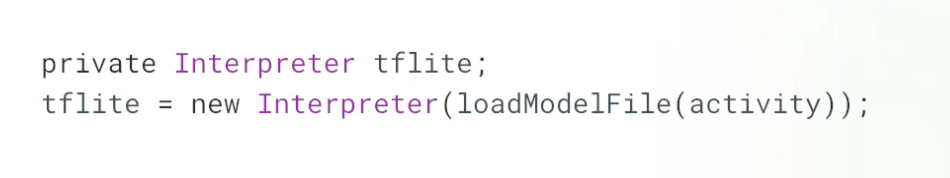 private Interpreter tflite;
tflite = new Interpreter(loadModelFile(activity));